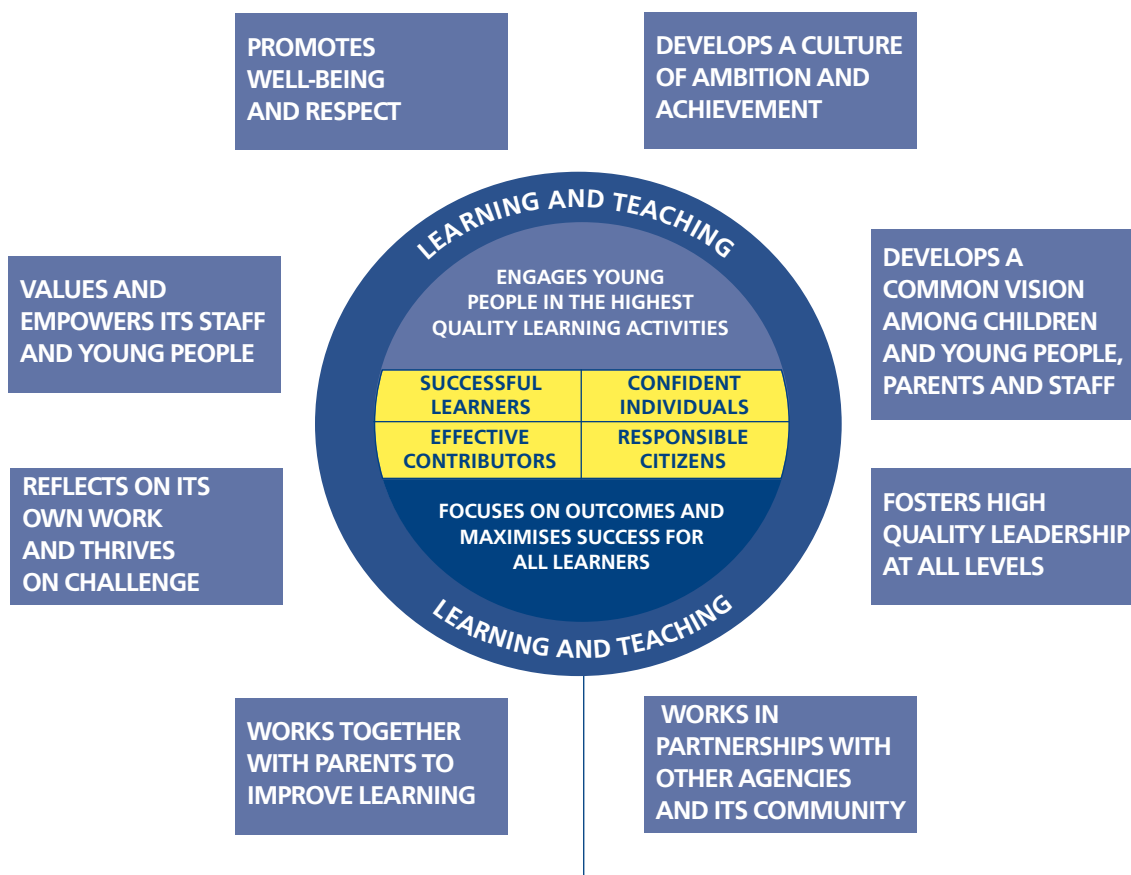 PROMOTES
WELL-BEING
AND RESPECT
DEVELOPS A CULTURE
OF AMBITION AND
ACHIEVEMENT
LEARNING AND TEACHING
ENGAGES YOUNG
PEOPLE IN THE HIGHEST
QUALITY LEARNING ACTIVITIES
VALUES AND
EMPOWERS ITS STAFF
AND YOUNG PEOPLE
DEVELOPS A
COMMON VISION
AMONG CHILDREN
AND YOUNG PEOPLE,
PARENTS AND STAFF
SUCCESSFUL
LEARNERS
CONFIDENT
INDIVIDUALS
EFFECTIVE
CONTRIBUTORS
RESPONSIBLE
CITIZENS
REFLECTS ON ITS
OWN WORK
AND THRIVES
ON CHALLENGE
FOCUSES ON OUTCOMES AND
MAXIMISES SUCCESS FOR
ALL LEARNERS
FOSTERS HIGH
QUALITY LEADERSHIP
AT ALL LEVELS
LEARNING AND TEACHING
WORKS TOGETHER
WITH PARENTS TO
IMPROVE LEARNING
WORKS IN
PARTNERSHIPS WITH
OTHER AGENCIES
AND ITS COMMUNITY